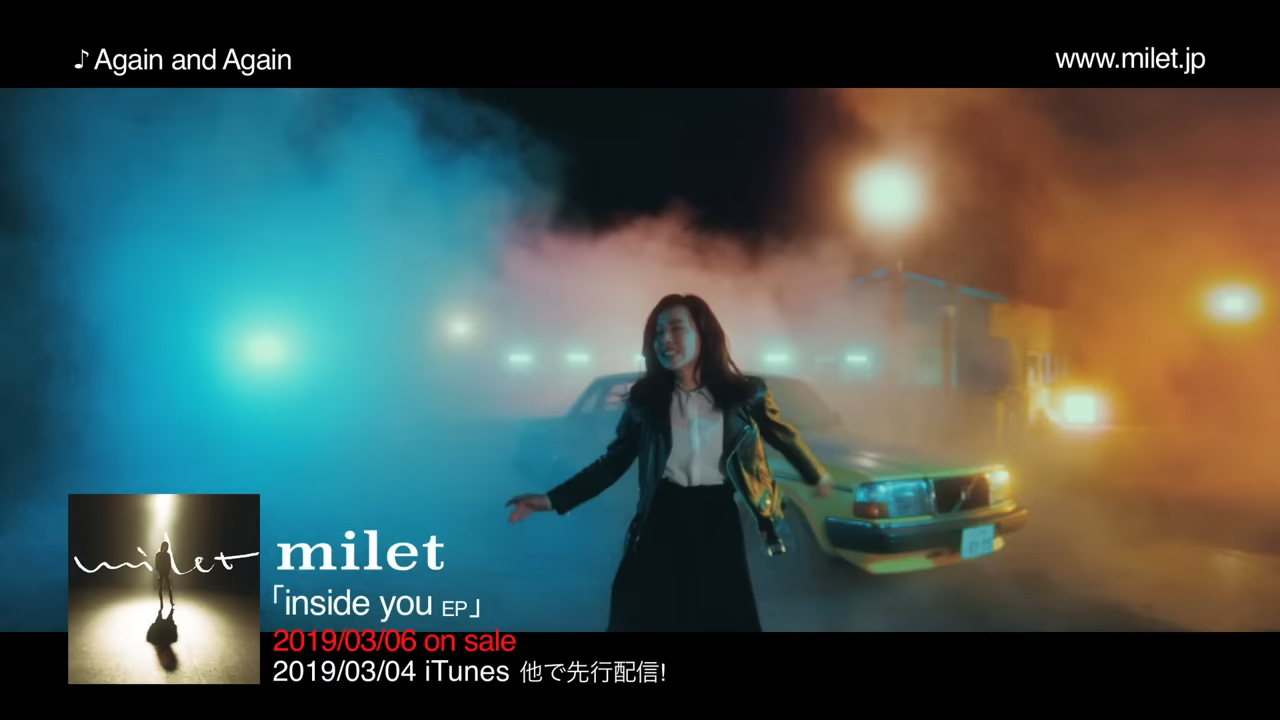 ♪ Again and Again
www.milet.jp
milet
milet
「inside you EP」
2019/03/06 on sale
2019/03/04 iTunes 他で先行配信!